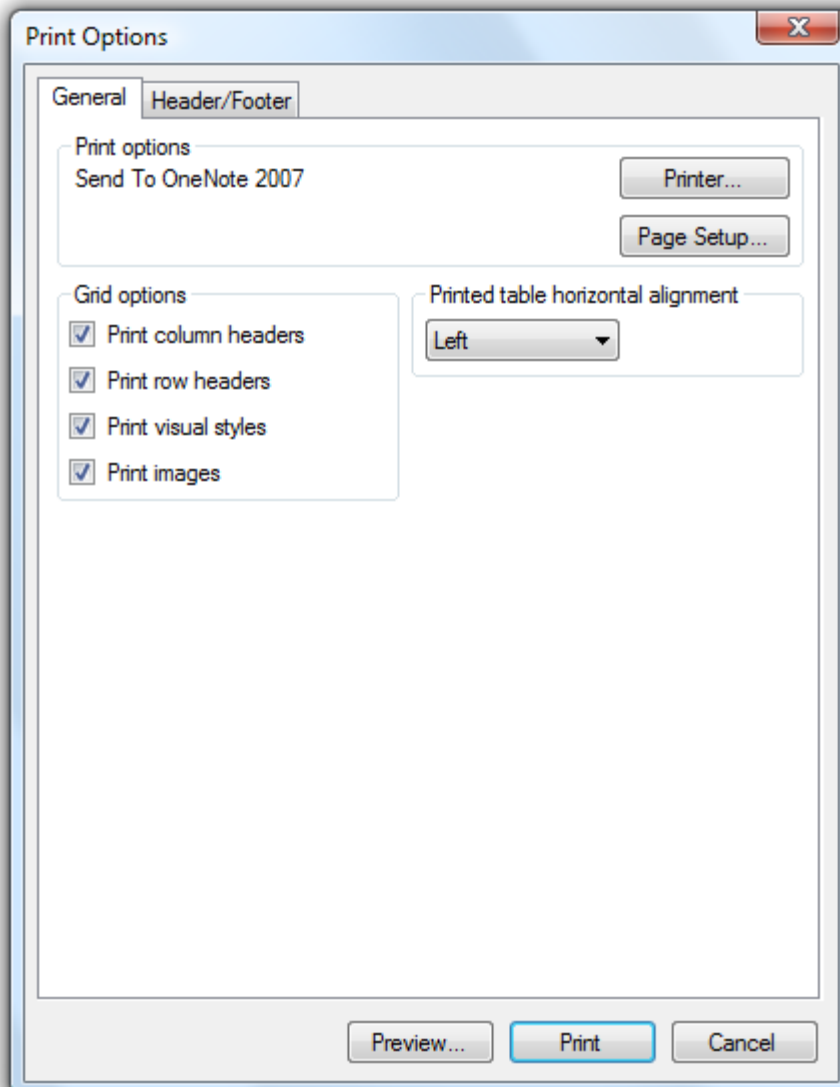 Print Options
General
Header/Footer
Print options
Send To OneNote 2007
Printer...
Page Setup...
Grid options
Print column headers
Print row headers
Print visual styles
Print images
Printed table horizontal alignment
Left
Preview...
Print
Cancel